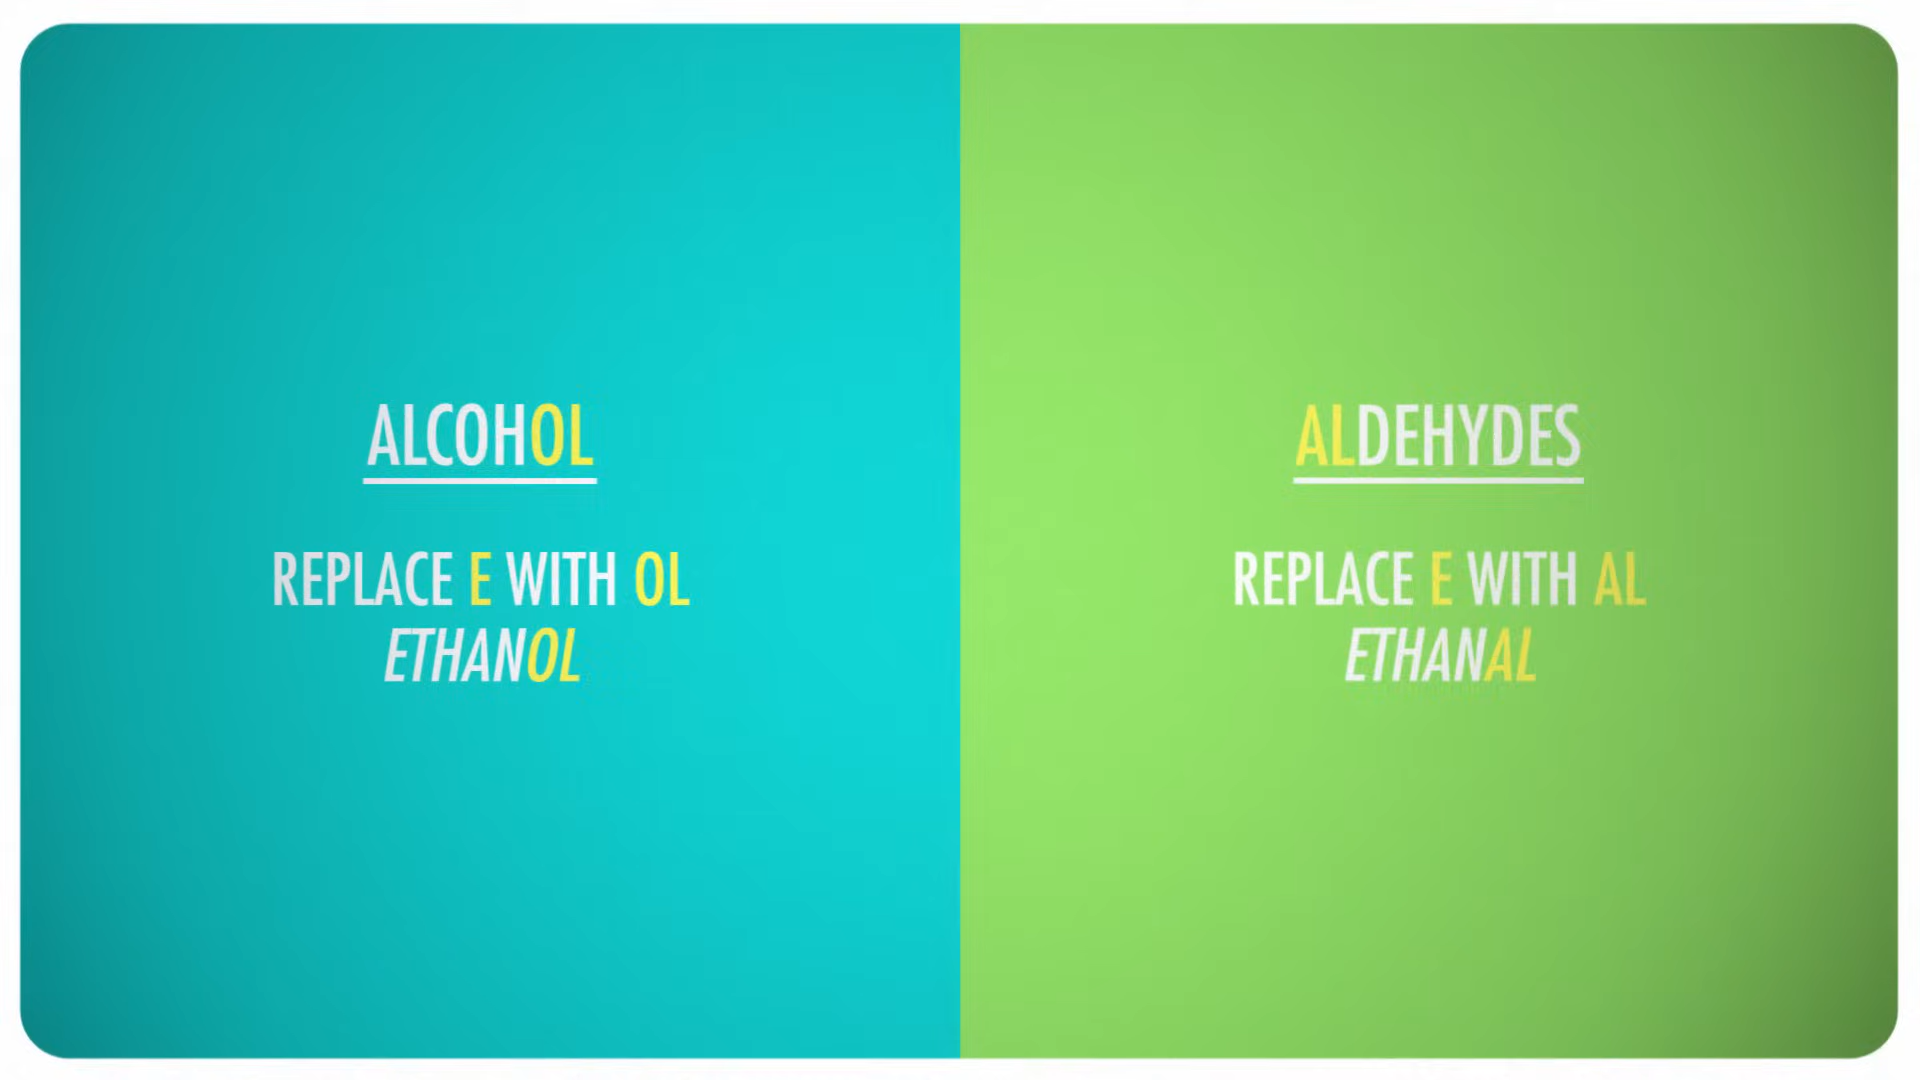 ALCOHOL
REPLACE E WITH OL
ETHANOL
ALDEHYDES
REPLACE E WITH AL
ETHANAL